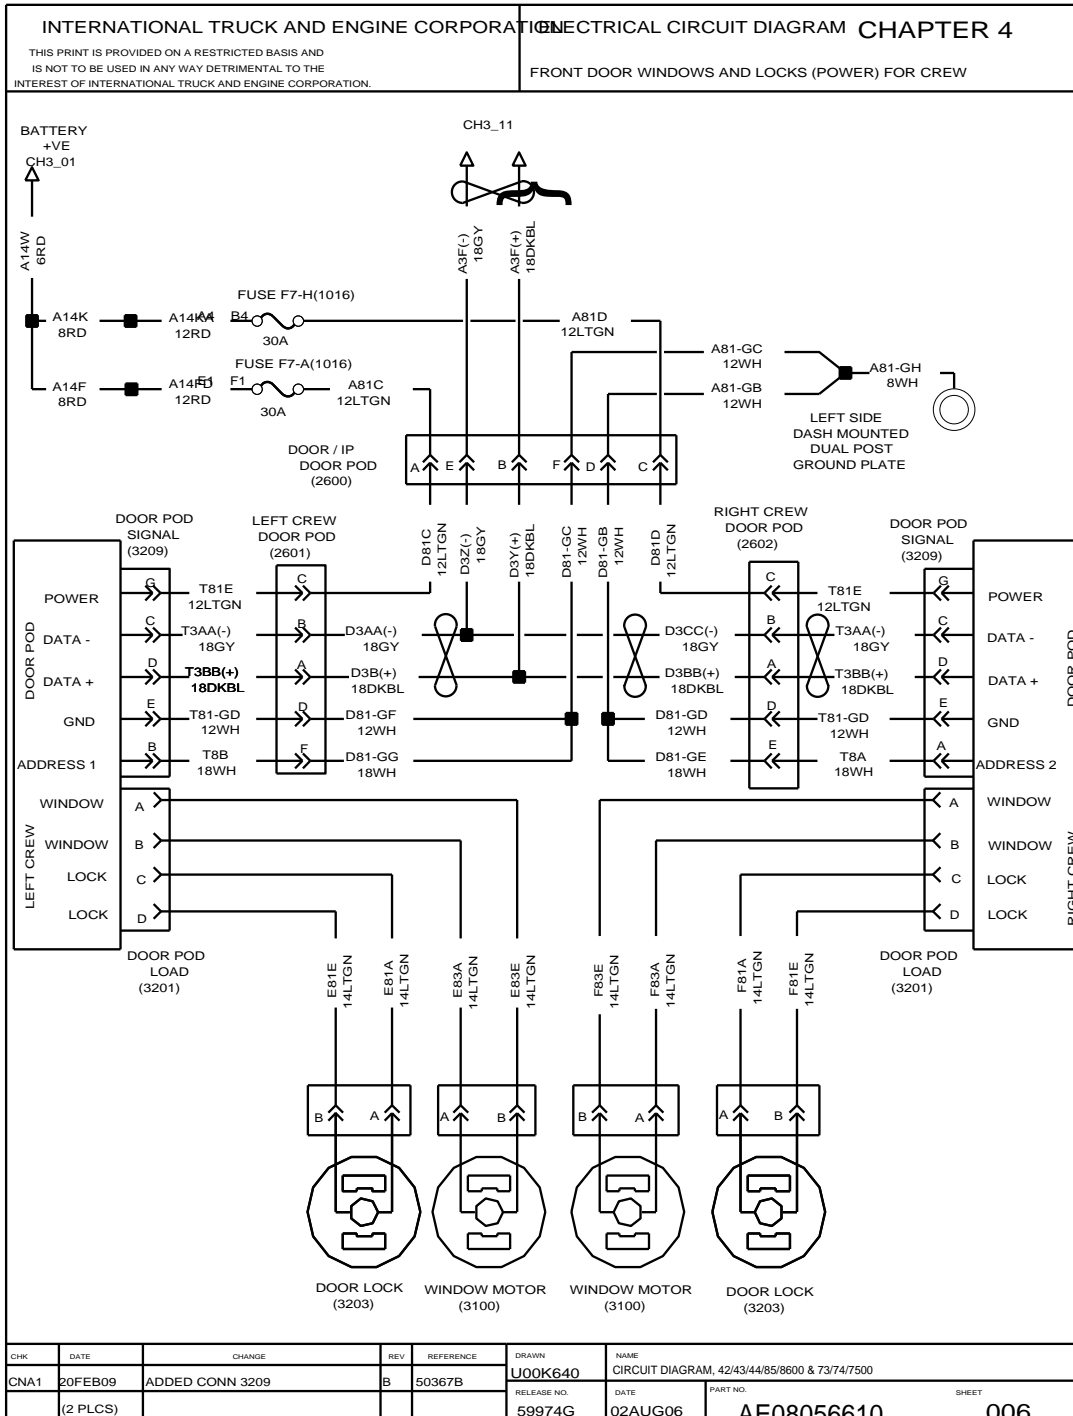 INTERNATIONAL TRUCK AND ENGINE CORPORATION
ELECTRICAL CIRCUIT DIAGRAM CHAPTER 4
THIS PRINT IS PROVIDED ON A RESTRICTED BASIS AND
IS NOT TO BE USED IN ANY WAY DETRIMENTAL TO THE
INTEREST OF INTERNATIONAL TRUCK AND ENGINE CORPORATION.
FRONT DOOR WINDOWS AND LOCKS (POWER) FOR CREW
BATTERY
+VE
CH3_01
CH3_11
A14W
6RD
A3F(-)
18GY
A3F(+)
18DKBL
FUSE F7-H(1016)
A14K
8RD
A14KA
12RD
A4 B4
30A
A81D
12LTGN
FUSE F7-A(1016)
A14F
8RD
A14FD
12RD
E1 F1
30A
A81C
12LTGN
A81-GC
12WH
A81-GB
12WH
A81-GH
8WH
LEFT SIDE
DASH MOUNTED
DUAL POST
GROUND PLATE
DOOR / IP
DOOR POD
(2600)
A E B F D C
D81C
12LTGN
D3Z(-)
18GY
D3Y(+)
18DKBL
D81-GC
12WH
D81-GB
12WH
D81D
12LTGN
DOOR POD
SIGNAL
(3209)
LEFT CREW
DOOR POD
(2601)
RIGHT CREW
DOOR POD
(2602)
DOOR POD
SIGNAL
(3209)
DOOR POD
LEFT CREW
POWER
G
T81E
12LTGN
C
C
T81E
12LTGN
G
POWER
DATA -
C
T3AA(-)
18GY
B
D3AA(-)
18GY
D3CC(-)
18GY
B
T3AA(-)
18GY
C
DATA -
DATA +
D
T3BB(+)
18DKBL
A
D3B(+)
18DKBL
D3BB(+)
18DKBL
A
T3BB(+)
18DKBL
D
DATA +
GND
E
T81-GD
12WH
D
D81-GF
12WH
D81-GD
12WH
D
T81-GD
12WH
E
GND
ADDRESS 1
B
T8B
18WH
F
D81-GG
18WH
D81-GE
18WH
E
T8A
18WH
A
ADDRESS 2
DOOR POD
RIGHT CREW
WINDOW A
A WINDOW
WINDOW B
B WINDOW
LOCK C
C LOCK
LOCK D
D LOCK
DOOR POD
LOAD
(3201)
DOOR POD
LOAD
(3201)
E81E
14LTGN
E81A
14LTGN
E83A
14LTGN
E83E
14LTGN
F83E
14LTGN
F83A
14LTGN
F81A
14LTGN
F81E
14LTGN
B A A B B A A B
DOOR LOCK
(3203)
WINDOW MOTOR
(3100)
WINDOW MOTOR
(3100)
DOOR LOCK
(3203)
CHK DATE CHANGE REV REFERENCE
CNA1 20FEB09 ADDED CONN 3209 B 50367B
(2 PLCS)
DRAWN
U00K640
NAME
CIRCUIT DIAGRAM, 42/43/44/85/8600 & 73/74/7500
RELEASE NO.
59974G
DATE
02AUG06
PART NO.
AE08056610
SHEET
006